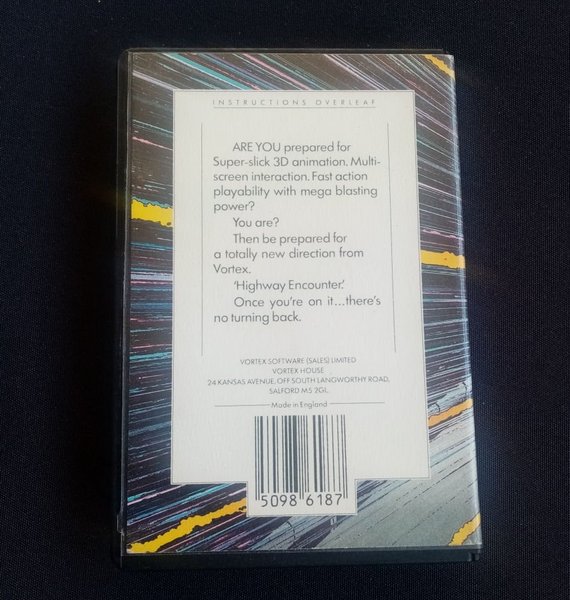 INSTRUCTIONS OVERLEAF
ARE YOU prepared for
Super-slick 3D animation. Multi-
screen interaction. Fast action
playability with mega blasting
power?
You are?
Then be prepared for
a totally new direction from
Vortex.
'Highway Encounter.'
Once you're on it...there's
no turning back.
VORTEX SOFTWARE (SALES) LIMITED
VORTEX HOUSE
24 KANSAS AVENUE, OFF SOUTH LANGWORTHY ROAD,
SALFORD M5 2GL.
Made in England
5098 6187